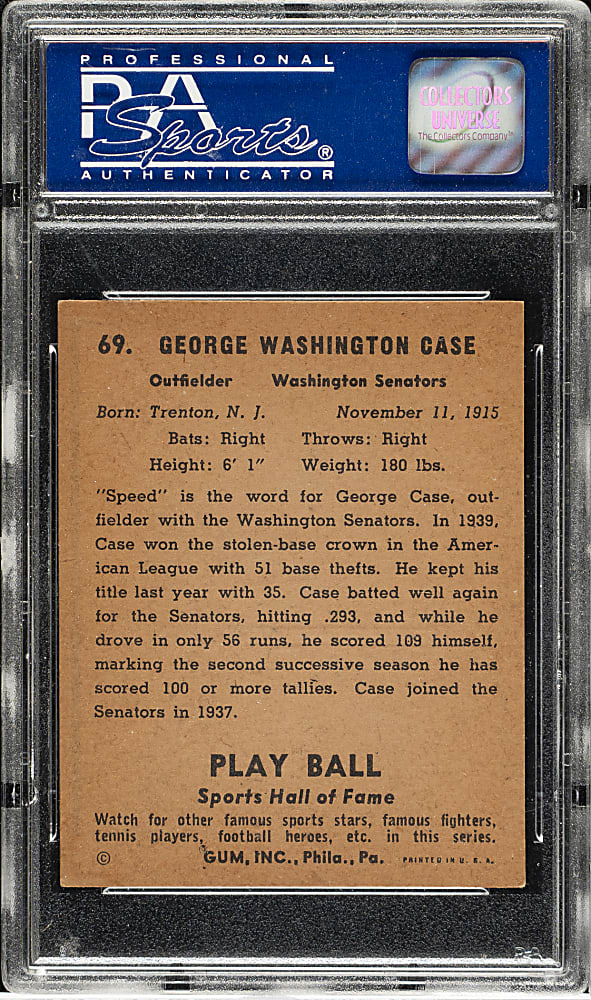 PROFESSIONAL
PSA
Sports®
AUTHENTICATOR
COLLECTORS
UNIVERSE
The Collectors Company™
69. GEORGE WASHINGTON CASE
Outfielder Washington Senators
Born: Trenton, N. J. November 11, 1915
Bats: Right Throws: Right
Height: 6' 1" Weight: 180 lbs.
"Speed" is the word for George Case, out-
fielder with the Washington Senators. In 1939,
Case won the stolen-base crown in the Amer-
ican League with 51 base thefts. He kept his
title last year with 35. Case batted well again
for the Senators, hitting .293, and while he
drove in only 56 runs, he scored 109 himself,
marking the second successive season he has
scored 100 or more tallies. Case joined the
Senators in 1937.
PLAY BALL
Sports Hall of Fame
Watch for other famous sports stars, famous fighters,
tennis players, football heroes, etc. in this series.
© GUM, INC., Phila., Pa. PRINTED IN U. S. A.
PSA